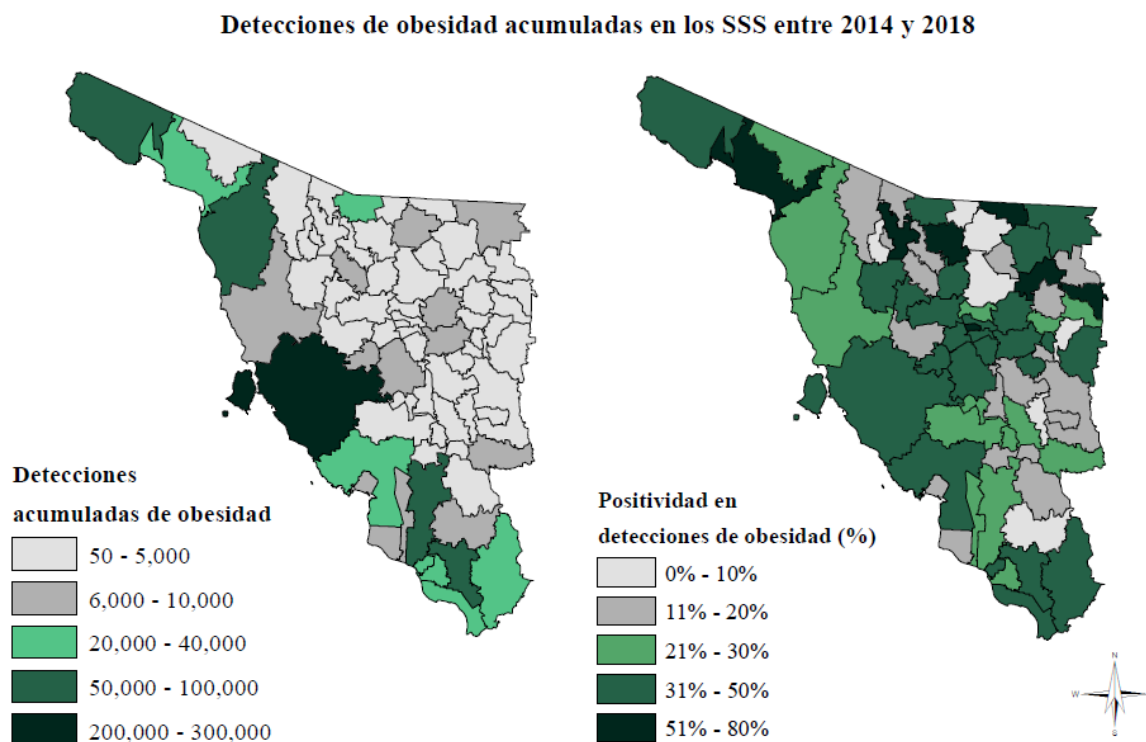 Detecciones de obesidad acumuladas en los SSS entre 2014 y 2018
Detecciones
acumuladas de obesidad
50 - 5,000
6,000 - 10,000
20,000 - 40,000
50,000 - 100,000
200,000 - 300,000
Positividad en
detecciones de obesidad (%)
0% - 10%
11% - 20%
21% - 30%
31% - 50%
51% - 80%
N
W E
S